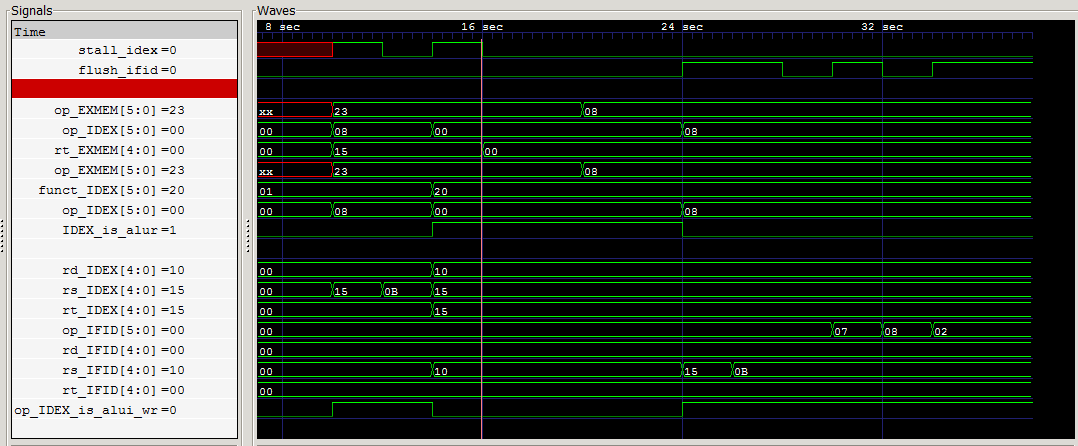 Signals
Waves
Time
8 sec 16 sec 24 sec 32 sec
stall_idex=0
flush_ifid=0
op_EXMEM[5:0]=23 xx 23 08
op_IDEX[5:0]=00 00 08 00 08
rt_EXMEM[4:0]=00 00 15 00
op_EXMEM[5:0]=23 xx 23 08
funct_IDEX[5:0]=20 01 20
op_IDEX[5:0]=00 00 08 00 08
IDEX_is_alur=1
rd_IDEX[4:0]=10 00 10
rs_IDEX[4:0]=15 00 15 0B 15
rt_IDEX[4:0]=15 00 15
op_IFID[5:0]=00 00 07 08 02
rd_IFID[4:0]=00 00
rs_IFID[4:0]=10 00 10 15 0B
rt_IFID[4:0]=00 00
op_IDEX_is_alui_wr=0